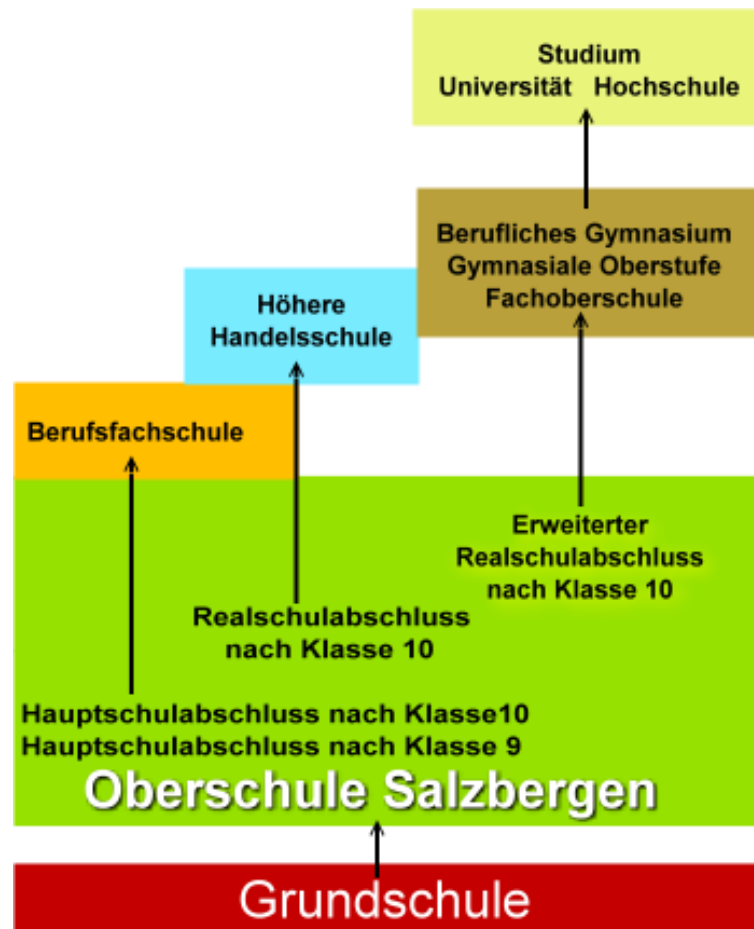 Studium
Universität Hochschule
Berufliches Gymnasium
Gymnasiale Oberstufe
Fachoberschule
Höhere
Handelsschule
Berufsfachschule
Erweiterter
Realschulabschluss
nach Klasse 10
Realschulabschluss
nach Klasse 10
Hauptschulabschluss nach Klasse10
Hauptschulabschluss nach Klasse 9
Oberschule Salzbergen
Grundschule